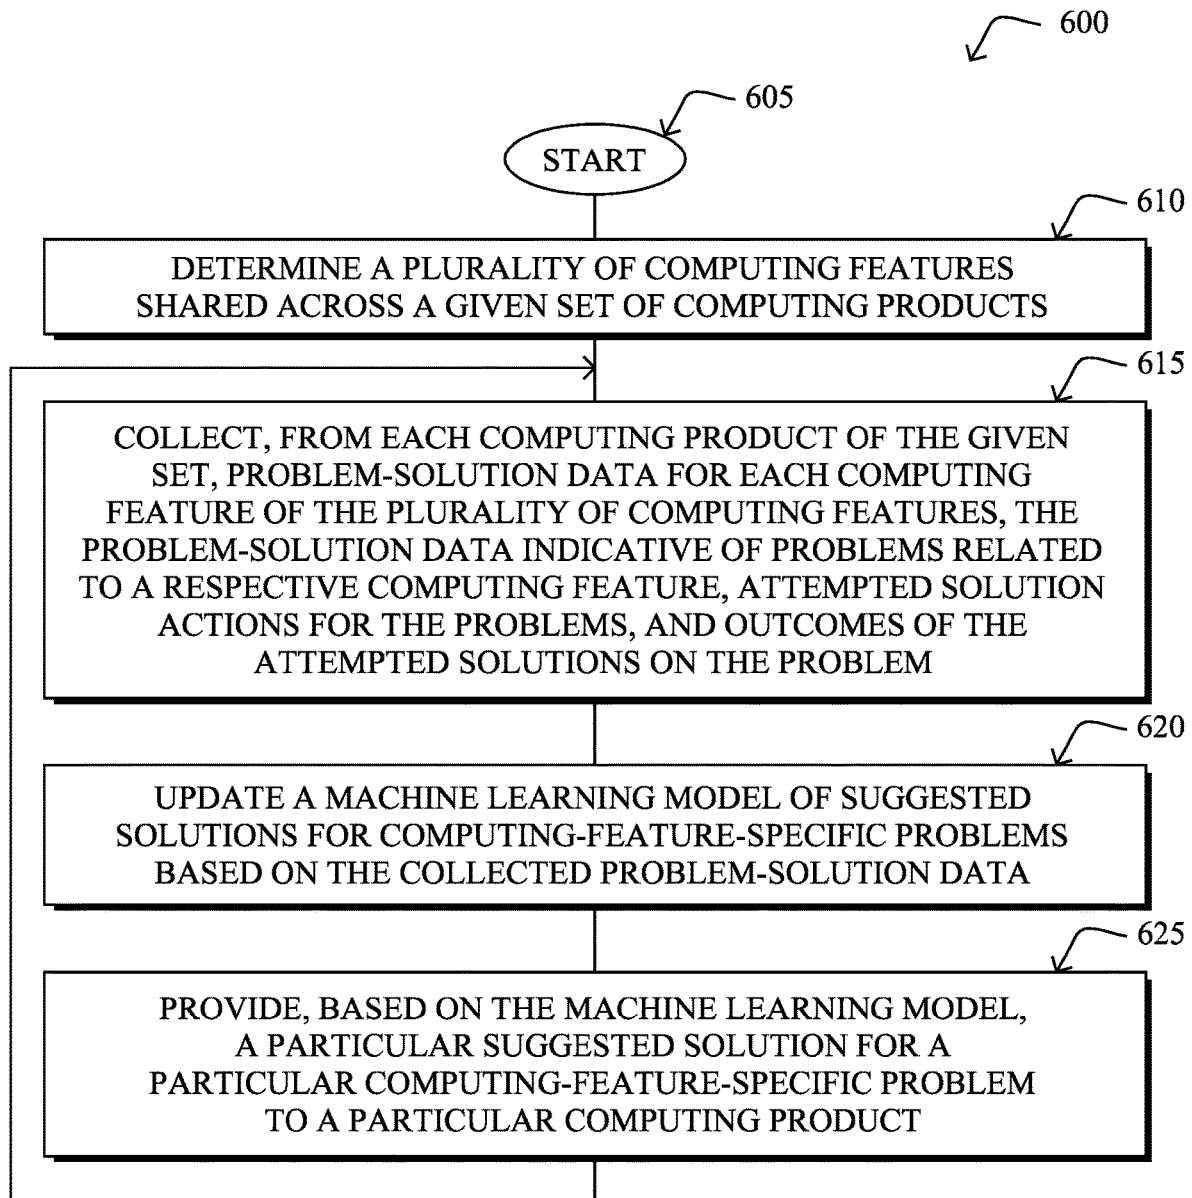 600
605
START
610
DETERMINE A PLURALITY OF COMPUTING FEATURES
SHARED ACROSS A GIVEN SET OF COMPUTING PRODUCTS
615
COLLECT, FROM EACH COMPUTING PRODUCT OF THE GIVEN
SET, PROBLEM-SOLUTION DATA FOR EACH COMPUTING
FEATURE OF THE PLURALITY OF COMPUTING FEATURES, THE
PROBLEM-SOLUTION DATA INDICATIVE OF PROBLEMS RELATED
TO A RESPECTIVE COMPUTING FEATURE, ATTEMPTED SOLUTION
ACTIONS FOR THE PROBLEMS, AND OUTCOMES OF THE
ATTEMPTED SOLUTIONS ON THE PROBLEM
620
UPDATE A MACHINE LEARNING MODEL OF SUGGESTED
SOLUTIONS FOR COMPUTING-FEATURE-SPECIFIC PROBLEMS
BASED ON THE COLLECTED PROBLEM-SOLUTION DATA
625
PROVIDE, BASED ON THE MACHINE LEARNING MODEL,
A PARTICULAR SUGGESTED SOLUTION FOR A
PARTICULAR COMPUTING-FEATURE-SPECIFIC PROBLEM
TO A PARTICULAR COMPUTING PRODUCT